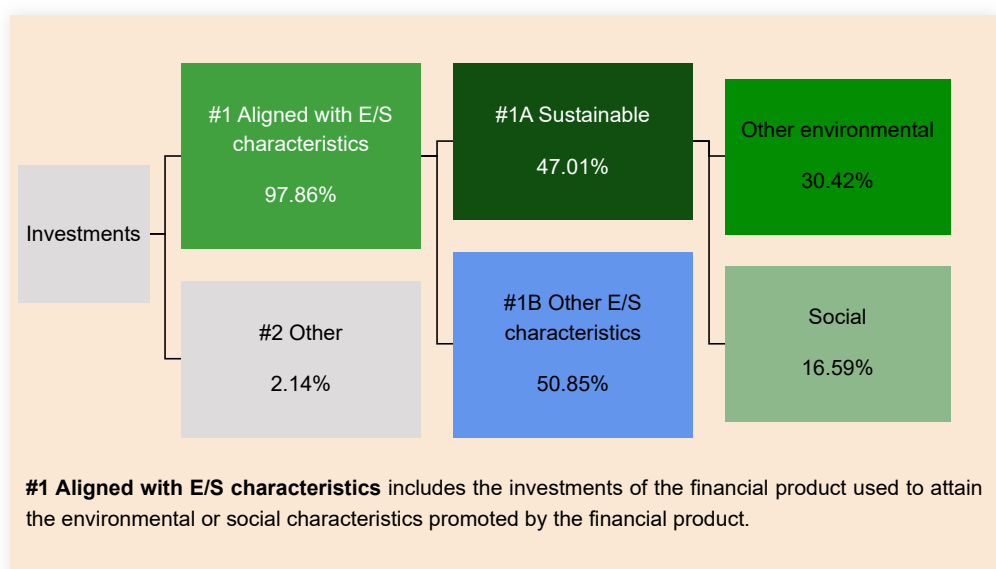 #1 Aligned with E/S
characteristics
97.86%
#1A Sustainable
47.01%
Other environmental
30.42%
Investments
#2 Other
2.14%
#1B Other E/S
characteristics
50.85%
Social
16.59%
#1 Aligned with E/S characteristics includes the investments of the financial product used to attain
the environmental or social characteristics promoted by the financial product.